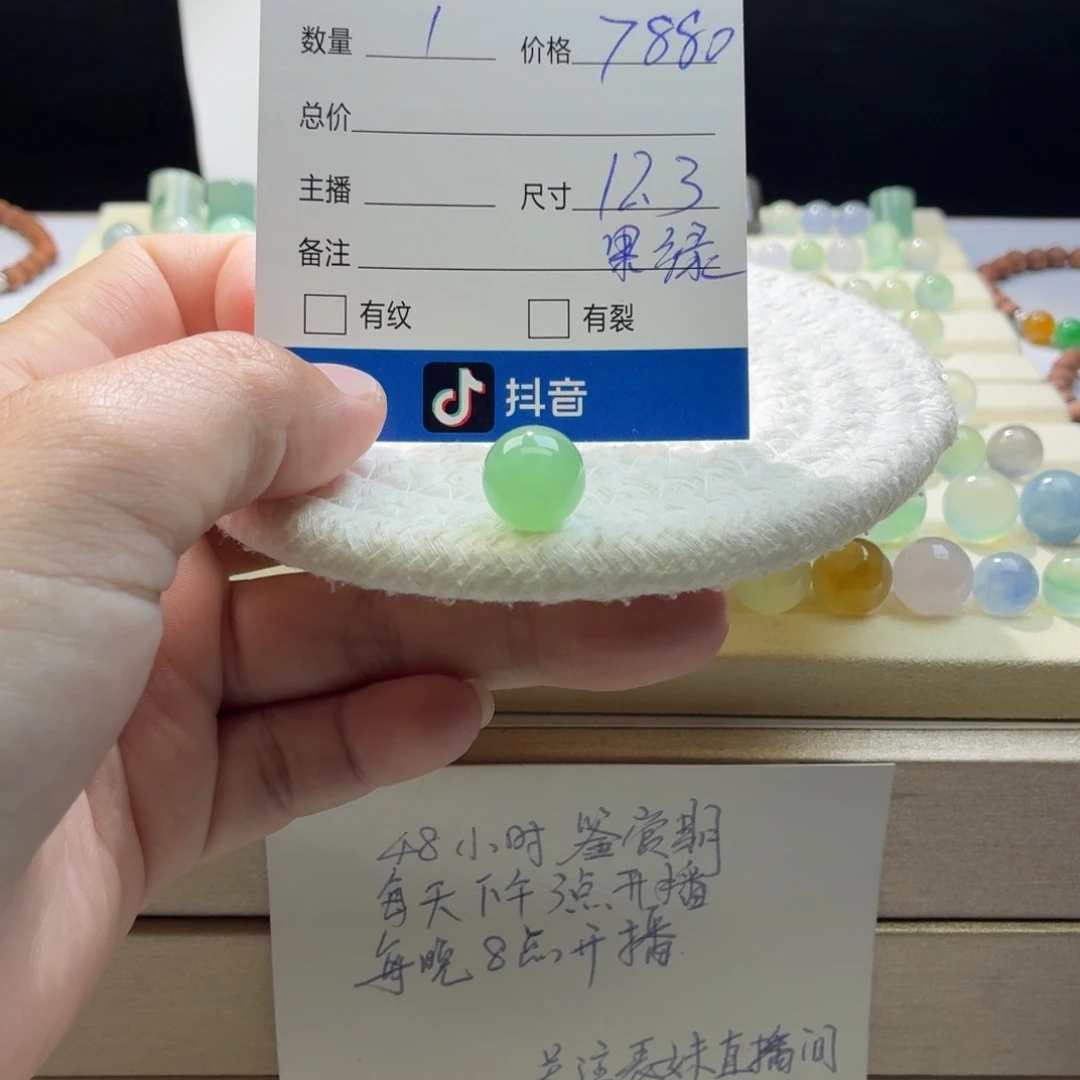 数量 1 价格 7880
总价
主播 尺寸 12.3
备注 果绿
有纹 有裂
抖音
48小时鉴赏期
每天下午3点开播
每晚8点开播
关注表妹直播间